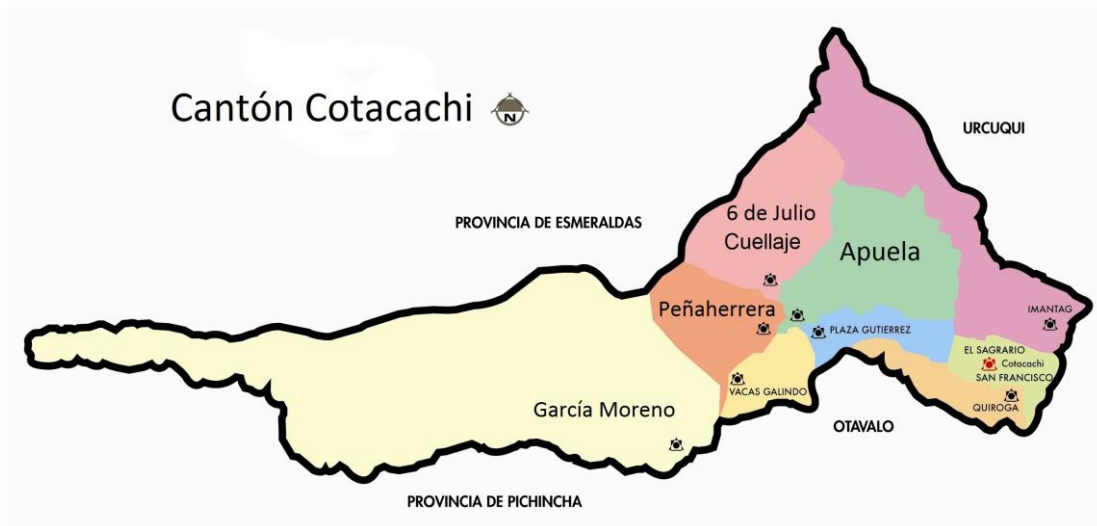 Cantón Cotacachi
N
URCUQUI
PROVINCIA DE ESMERALDAS
6 de Julio
Cuellaje
Apuela
Peñaherrera
IMANTAG
PLAZA GUTIERREZ
EL SAGRARIO
Cotacachi
SAN FRANCISCO
VACAS GALINDO
QUIROGA
García Moreno
OTAVALO
PROVINCIA DE PICHINCHA